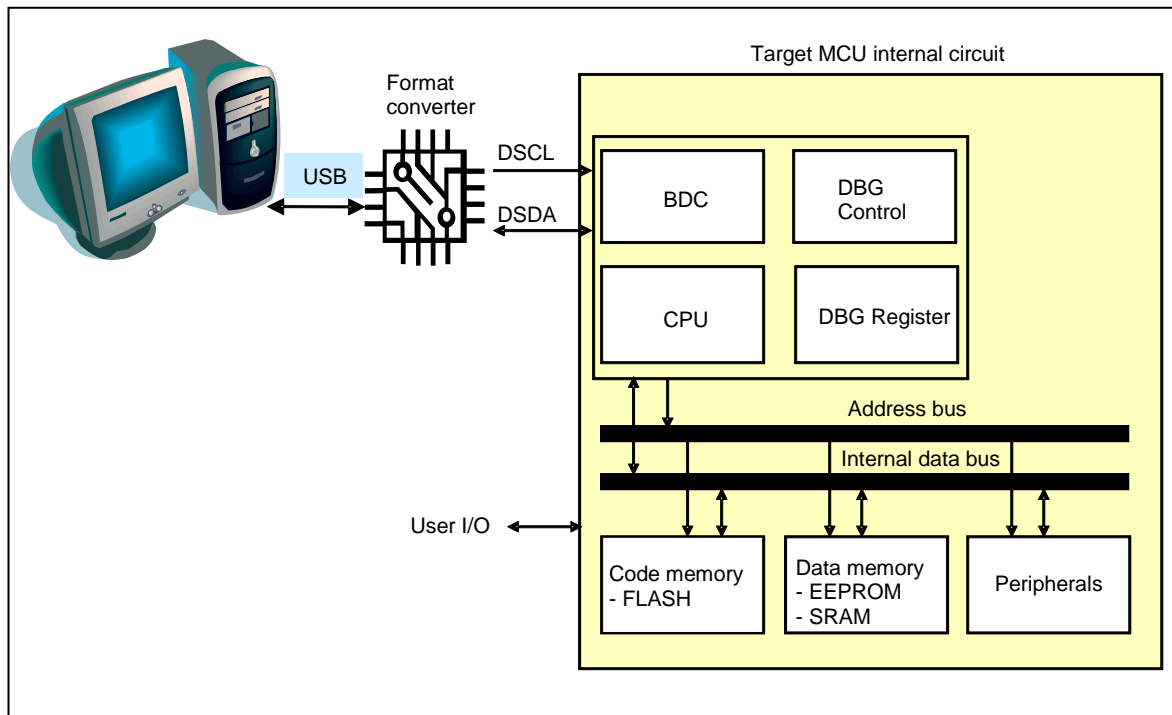 Target MCU internal circuit
Format
converter
USB
DSCL
DSDA
BDC
DBG
Control
CPU
DBG Register
Address bus
Internal data bus
User I/O
Code memory
- FLASH
Data memory
- EEPROM
- SRAM
Peripherals